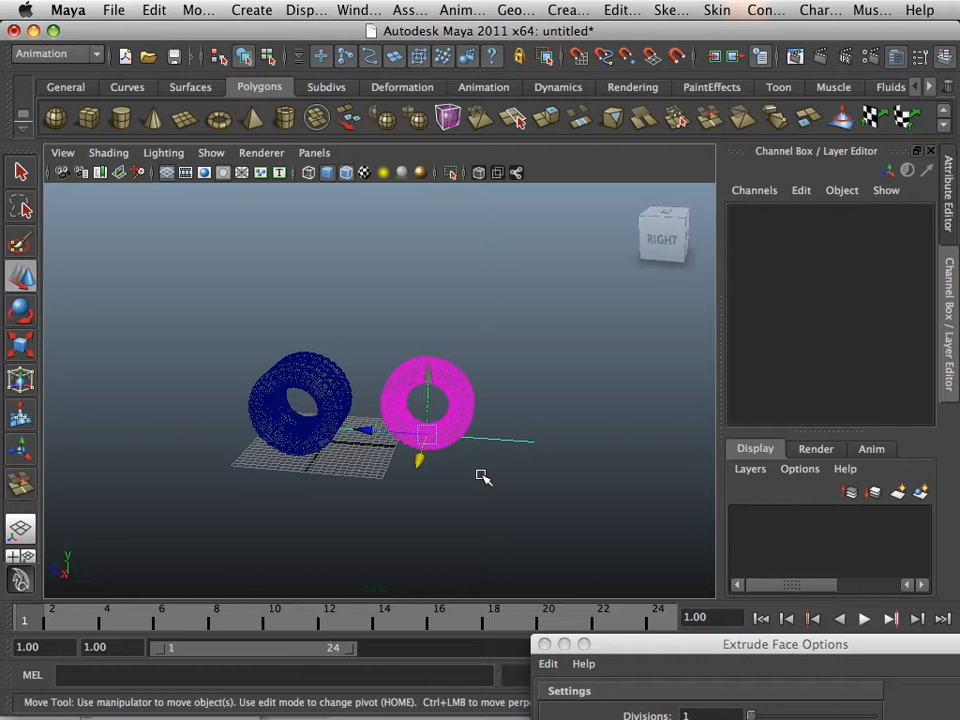 Maya File Edit Mo... Create Disp... Wind... Ass... Anim... Geo... Crea... Edit... Ske... Skin Con... Char... Mus... Help
Autodesk Maya 2011 x64: untitled*
Animation
General Curves Surfaces Polygons Subdivs Deformation Animation Dynamics Rendering PaintEffects Toon Muscle Fluids
View Shading Lighting Show Renderer Panels
Channel Box / Layer Editor
Channels Edit Object Show
Attribute Editor
Channel Box / Layer Editor
RIGHT
Display Render Anim
Layers Options Help
y
x
persp
1 2 4 6 8 10 12 14 16 18 20 22 24 1.00
1.00 1.00 1 24
MEL
Move Tool: Use manipulator to move object(s). Use edit mode to change pivot (HOME). Ctrl+LMB to move perp
Extrude Face Options
Edit Help
Settings
Divisions: 1